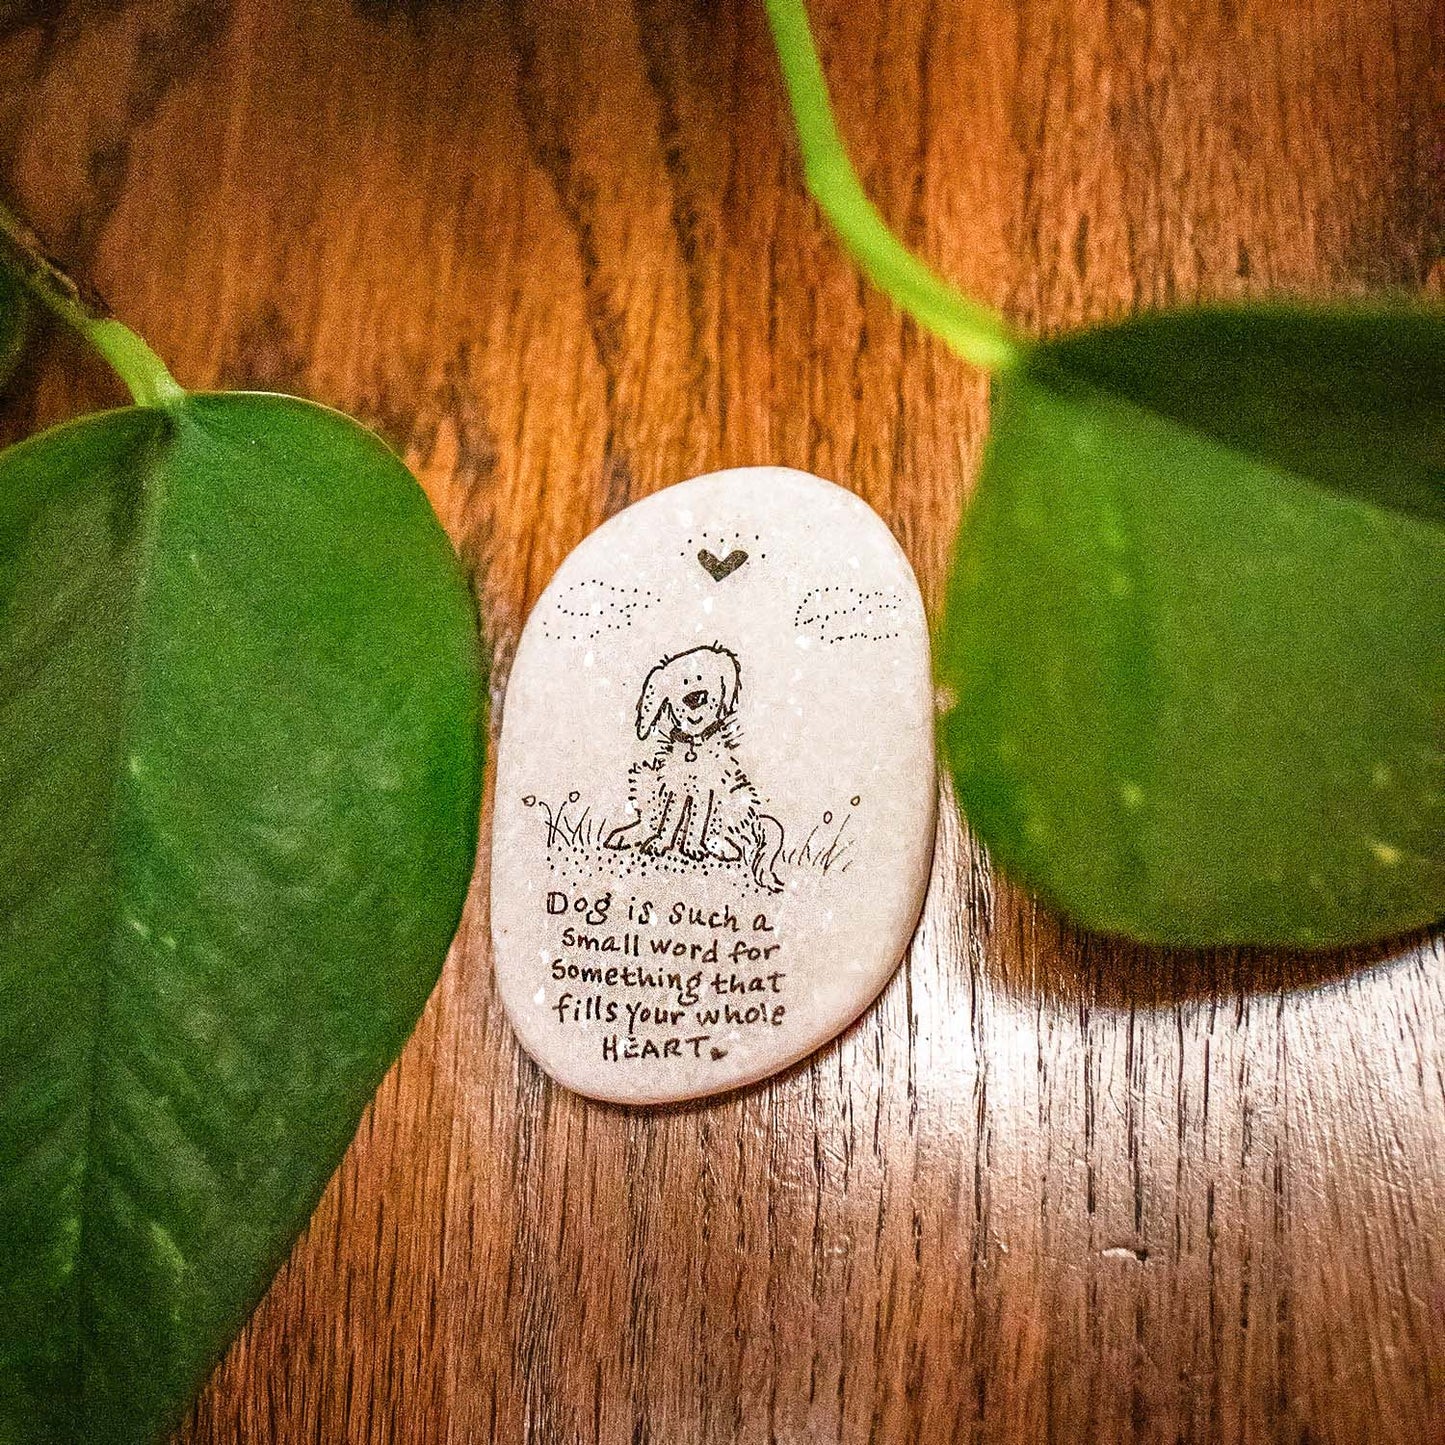 Dog is such a
small word for
something that
fills your whole
HEART.